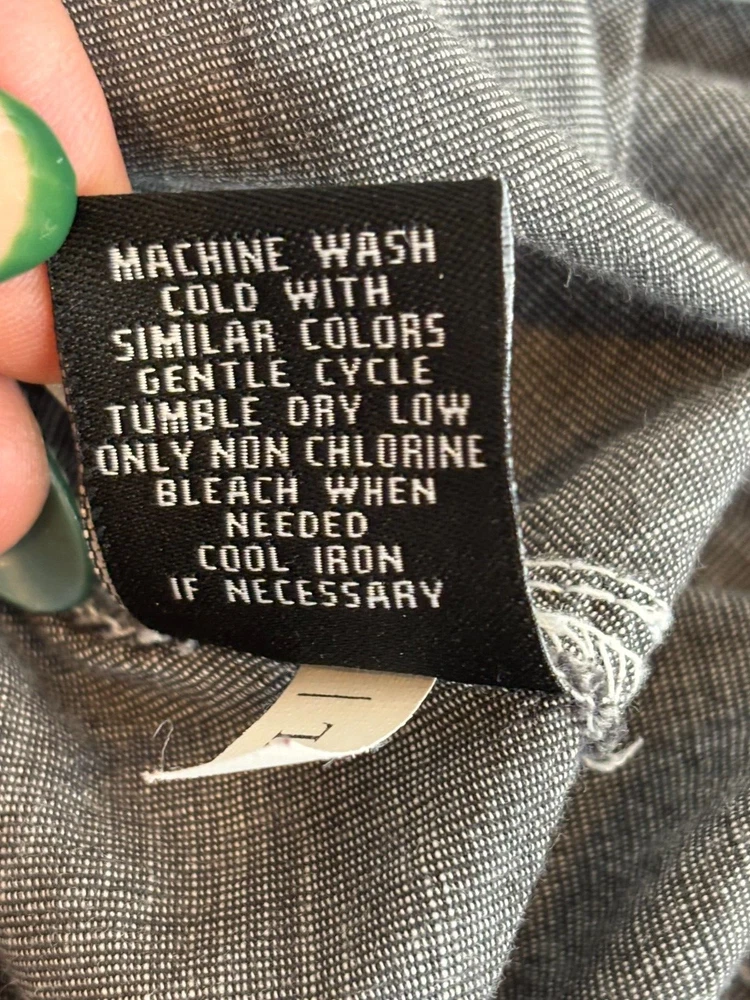 MACHINE WASH
COLD WITH
SIMILAR COLORS
GENTLE CYCLE
TUMBLE DRY LOW
ONLY NON CHLORINE
BLEACH WHEN
NEEDED
COOL IRON
IF NECESSARY
L